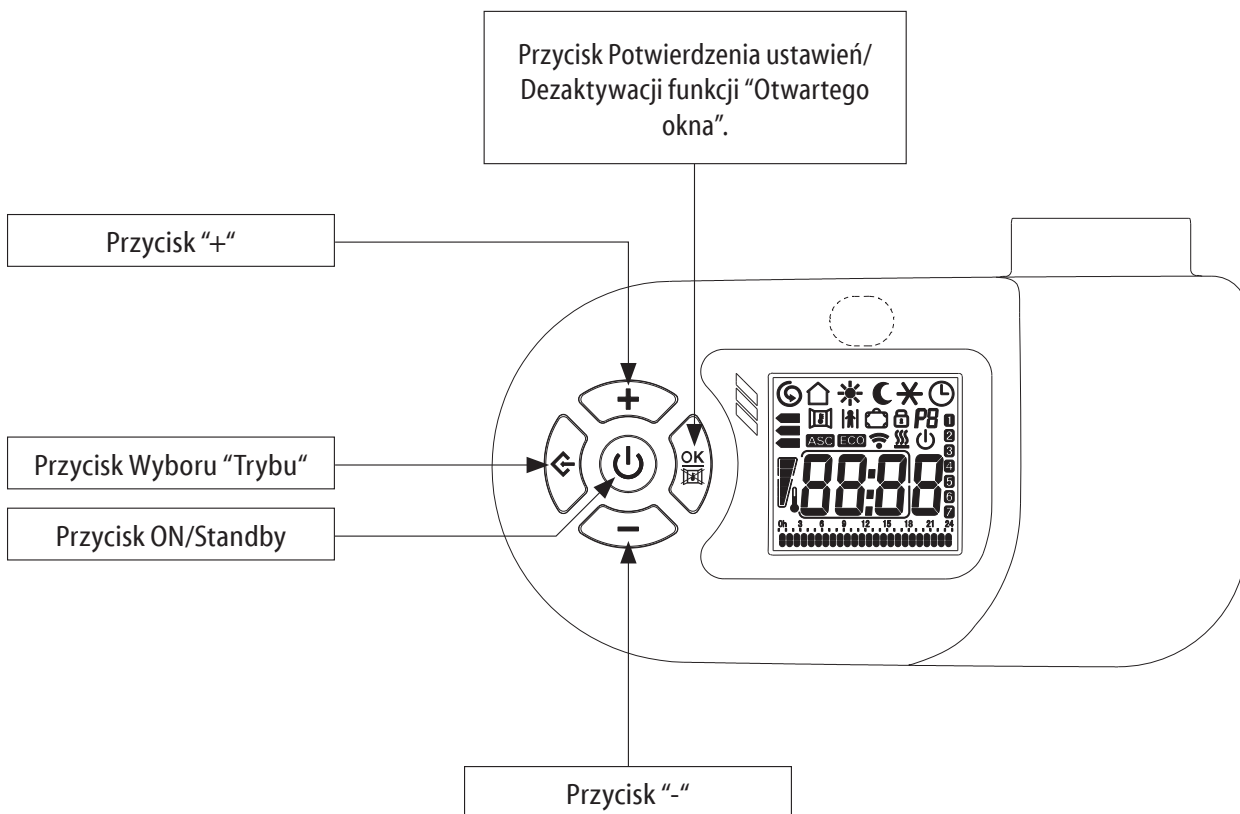 Przycisk Potwierdzenia ustawień/
Dezaktywacji funkcji “Otwartego
okna”.
Przycisk “+“
Przycisk Wyboru “Trybu“
Przycisk ON/Standby
Przycisk “-“
+
OK
-
P8
1
ASC ECO
2
3
88:88
4
5
6
7
0h 3 6 9 12 15 18 21 24